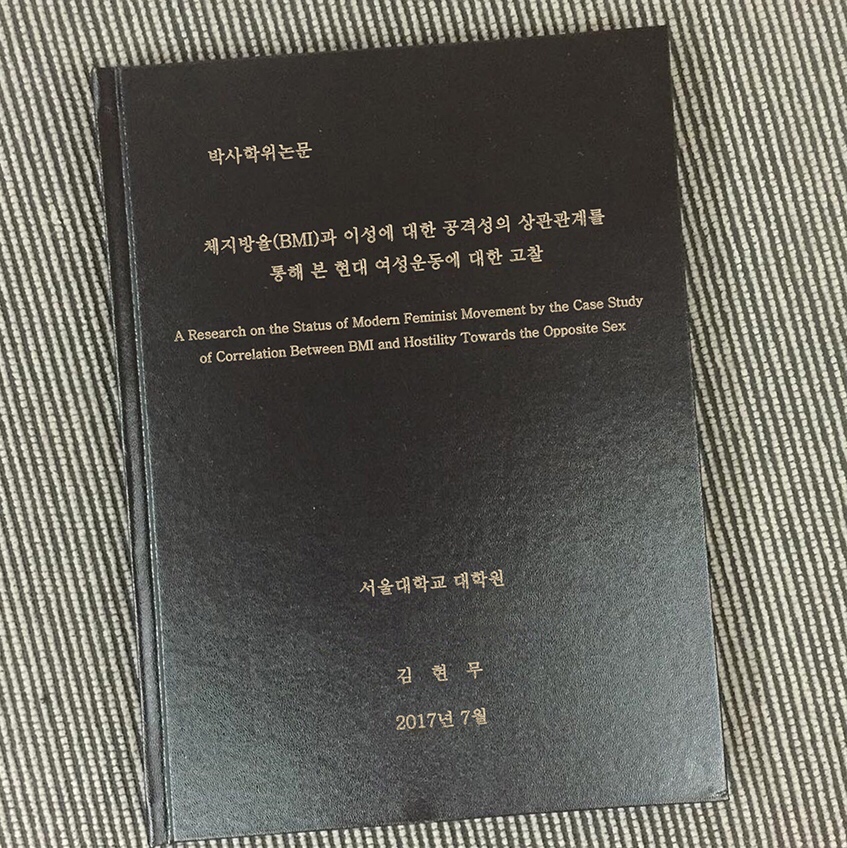 박사학위논문
체지방율(BMI)과 이성에 대한 공격성의 상관관계를
통해 본 현대 여성운동에 대한 고찰
A Research on the Status of Modern Feminist Movement by the Case Study
of Correlation Between BMI and Hostility Towards the Opposite Sex
서울대학교 대학원
김 현 무
2017년 7월